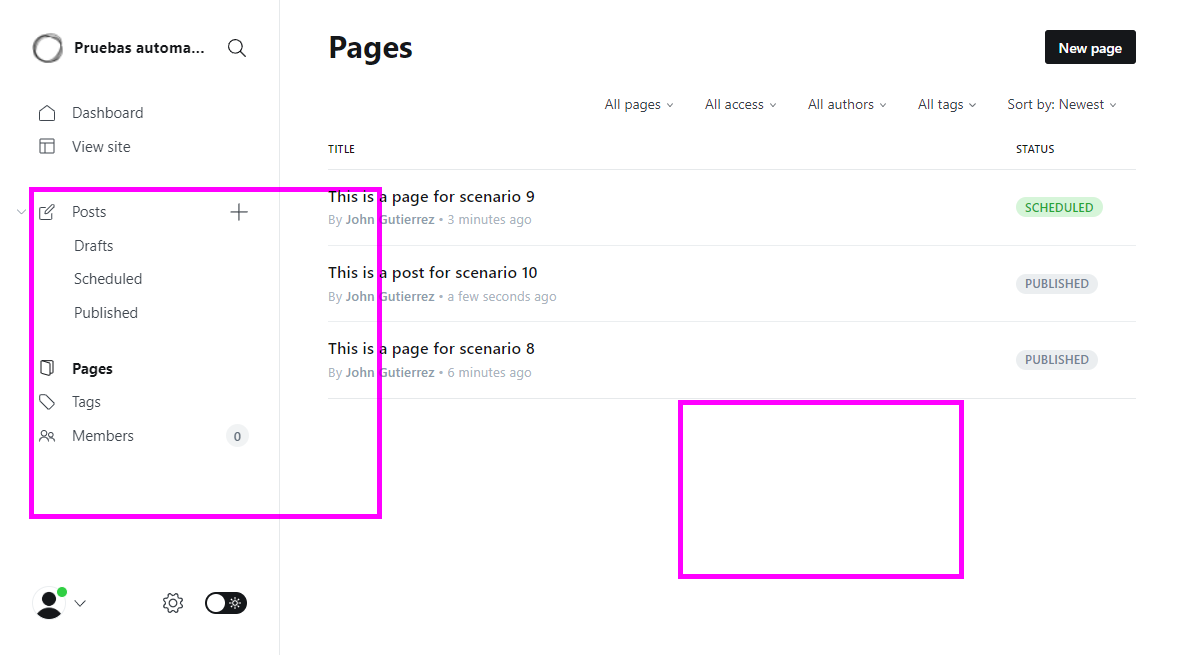 Pruebas automa...
Dashboard
View site
Posts
Drafts
Scheduled
Published
Pages
Tags
Members 0
Pages
New page
All pages All access All authors All tags Sort by: Newest
TITLE STATUS
This is a page for scenario 9
By John Gutierrez • 3 minutes ago
SCHEDULED
This is a post for scenario 10
By John Gutierrez • a few seconds ago
PUBLISHED
This is a page for scenario 8
By John Gutierrez • 6 minutes ago
PUBLISHED